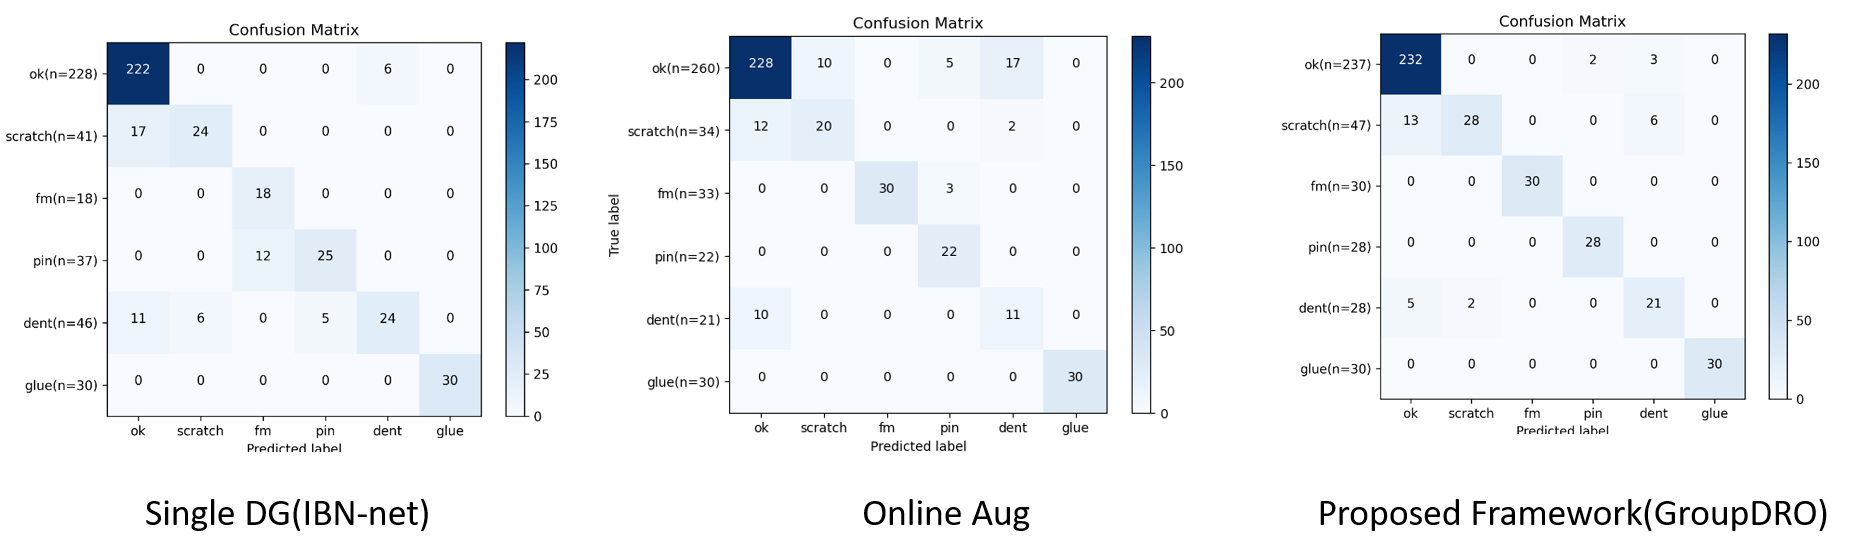 Confusion Matrix
ok(n=228) 222 0 0 0 6 0
scratch(n=41) 17 24 0 0 0 0
fm(n=18) 0 0 18 0 0 0
pin(n=37) 0 0 12 25 0 0
dent(n=46) 11 6 0 5 24 0
glue(n=30) 0 0 0 0 0 30
ok scratch fm pin dent glue
Predicted label
200
175
150
125
100
75
50
25
0
Single DG(IBN-net)
Confusion Matrix
True label
ok(n=260) 228 10 0 5 17 0
scratch(n=34) 12 20 0 0 2 0
fm(n=33) 0 0 30 3 0 0
pin(n=22) 0 0 0 22 0 0
dent(n=21) 10 0 0 0 11 0
glue(n=30) 0 0 0 0 0 30
ok scratch fm pin dent glue
Predicted label
200
150
100
50
0
Online Aug
Confusion Matrix
ok(n=237) 232 0 0 2 3 0
scratch(n=47) 13 28 0 0 6 0
fm(n=30) 0 0 30 0 0 0
pin(n=28) 0 0 0 28 0 0
dent(n=28) 5 2 0 0 21 0
glue(n=30) 0 0 0 0 0 30
ok scratch fm pin dent glue
Predicted label
200
150
100
50
0
Proposed Framework(GroupDRO)